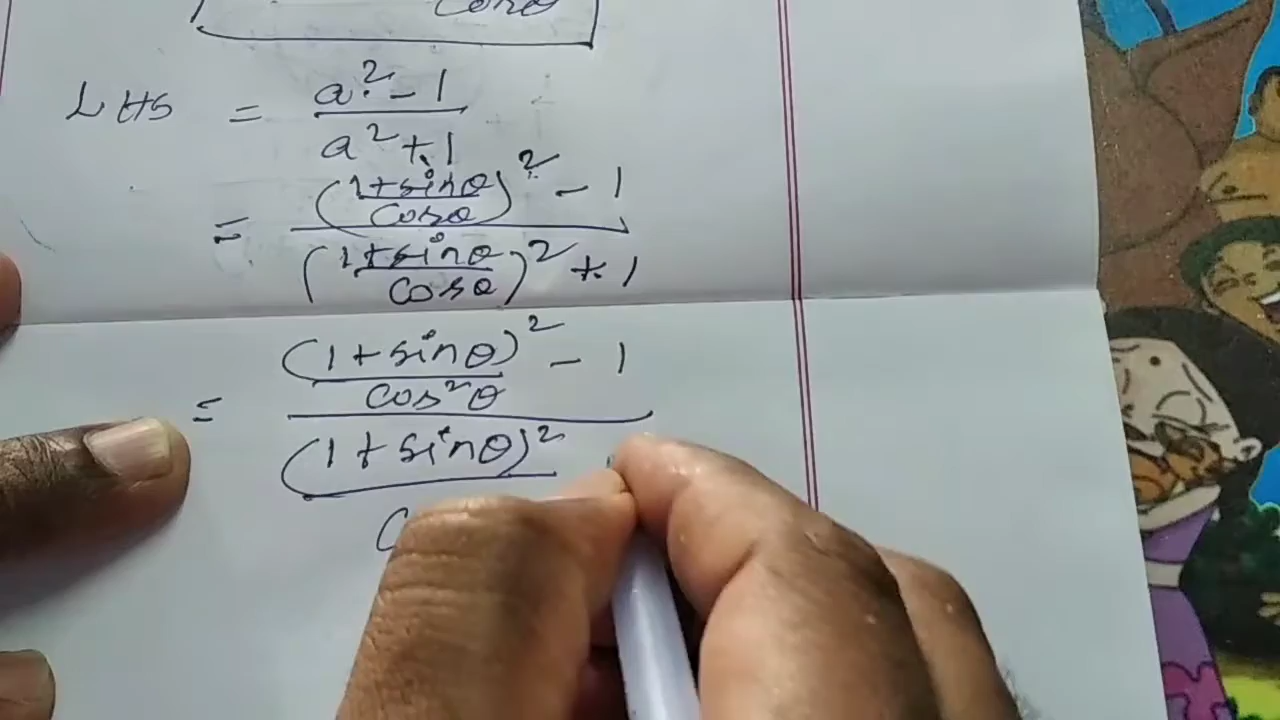 cosθ
LHS = a² - 1 / a² + 1
= ((1+sinθ)/cosθ)² - 1 / ((1+sinθ)/cosθ)² + 1
= (1+sinθ)²/cos²θ - 1 / (1+sinθ)²